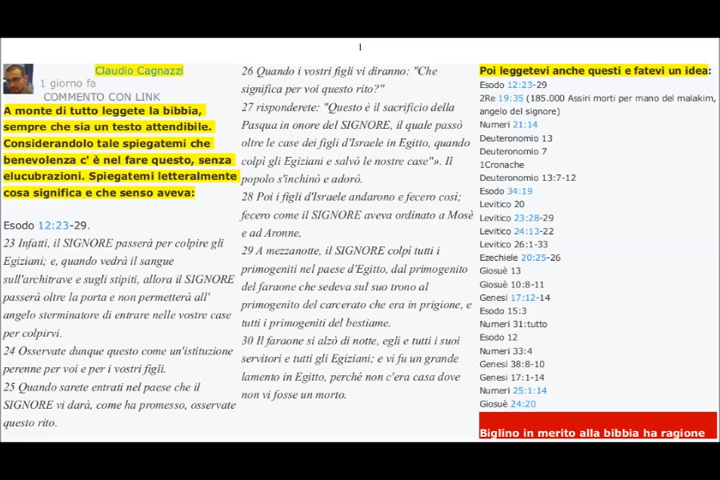 1
Claudio Cagnazzi
1 giorno fa
COMMENTO CON LINK
A monte di tutto leggete la bibbia,
sempre che sia un testo attendibile.
Considerandolo tale spiegatemi che
benevolenza c' è nel fare questo, senza
elucubrazioni. Spiegatemi letteralmente
cosa significa e che senso aveva:
Esodo 12:23-29.
23 Infatti, il SIGNORE passerà per colpire gli
Egiziani; e, quando vedrà il sangue
sull'architrave e sugli stipiti, allora il SIGNORE
passerà oltre la porta e non permetterà all'
angelo sterminatore di entrare nelle vostre case
per colpirvi.
24 Osservate dunque questo come un'istituzione
perenne per voi e per i vostri figli.
25 Quando sarete entrati nel paese che il
SIGNORE vi darà, come ha promesso, osservate
questo rito.
26 Quando i vostri figli vi diranno: "Che
significa per voi questo rito?"
27 risponderete: "Questo è il sacrificio della
Pasqua in onore del SIGNORE, il quale passò
oltre le case dei figli d'Israele in Egitto, quando
colpì gli Egiziani e salvò le nostre case"». Il
popolo s'inchinò e adorò.
28 Poi i figli d'Israele andarono e fecero così;
fecero come il SIGNORE aveva ordinato a Mosè
e ad Aronne.
29 A mezzanotte, il SIGNORE colpì tutti i
primogeniti nel paese d'Egitto, dal primogenito
del faraone che sedeva sul suo trono al
primogenito del carcerato che era in prigione, e
tutti i primogeniti del bestiame.
30 Il faraone si alzò di notte, egli e tutti i suoi
servitori e tutti gli Egiziani; e vi fu un grande
lamento in Egitto, perchè non c'era casa dove
non vi fosse un morto.
Poi leggetevi anche questi e fatevi un idea:
Esodo 12:23-29
2Re 19:35 (185.000 Assiri morti per mano del malakim,
angelo del signore)
Numeri 21:14
Deuteronomio 13
Deuteronomio 7
1Cronache
Deuteronomio 13:7-12
Esodo 34:19
Levitico 20
Levitico 23:28-29
Levitico 24:13-22
Levitico 26:1-33
Ezechiele 20:25-26
Giosuè 13
Giosuè 10:8-11
Genesi 17:12-14
Esodo 15:3
Numeri 31:tutto
Esodo 12
Numeri 33:4
Genesi 38:8-10
Genesi 17:1-14
Numeri 25:1:14
Giosuè 24:20
Biglino in merito alla bibbia ha ragione